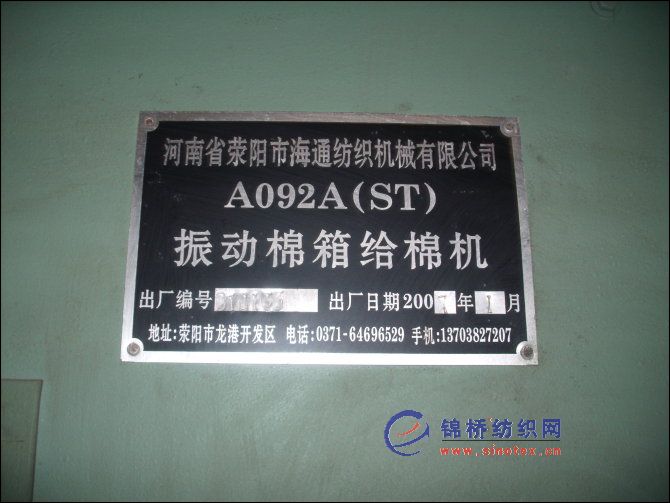 河南省荥阳市海通纺织机械有限公司
A092A(ST)
振动棉箱给棉机
出厂编号 出厂日期200 年1月
地址:荥阳市龙港开发区 电话:0371-64696529 手机:13703827207
锦桥纺织网
www.sinotex.cn